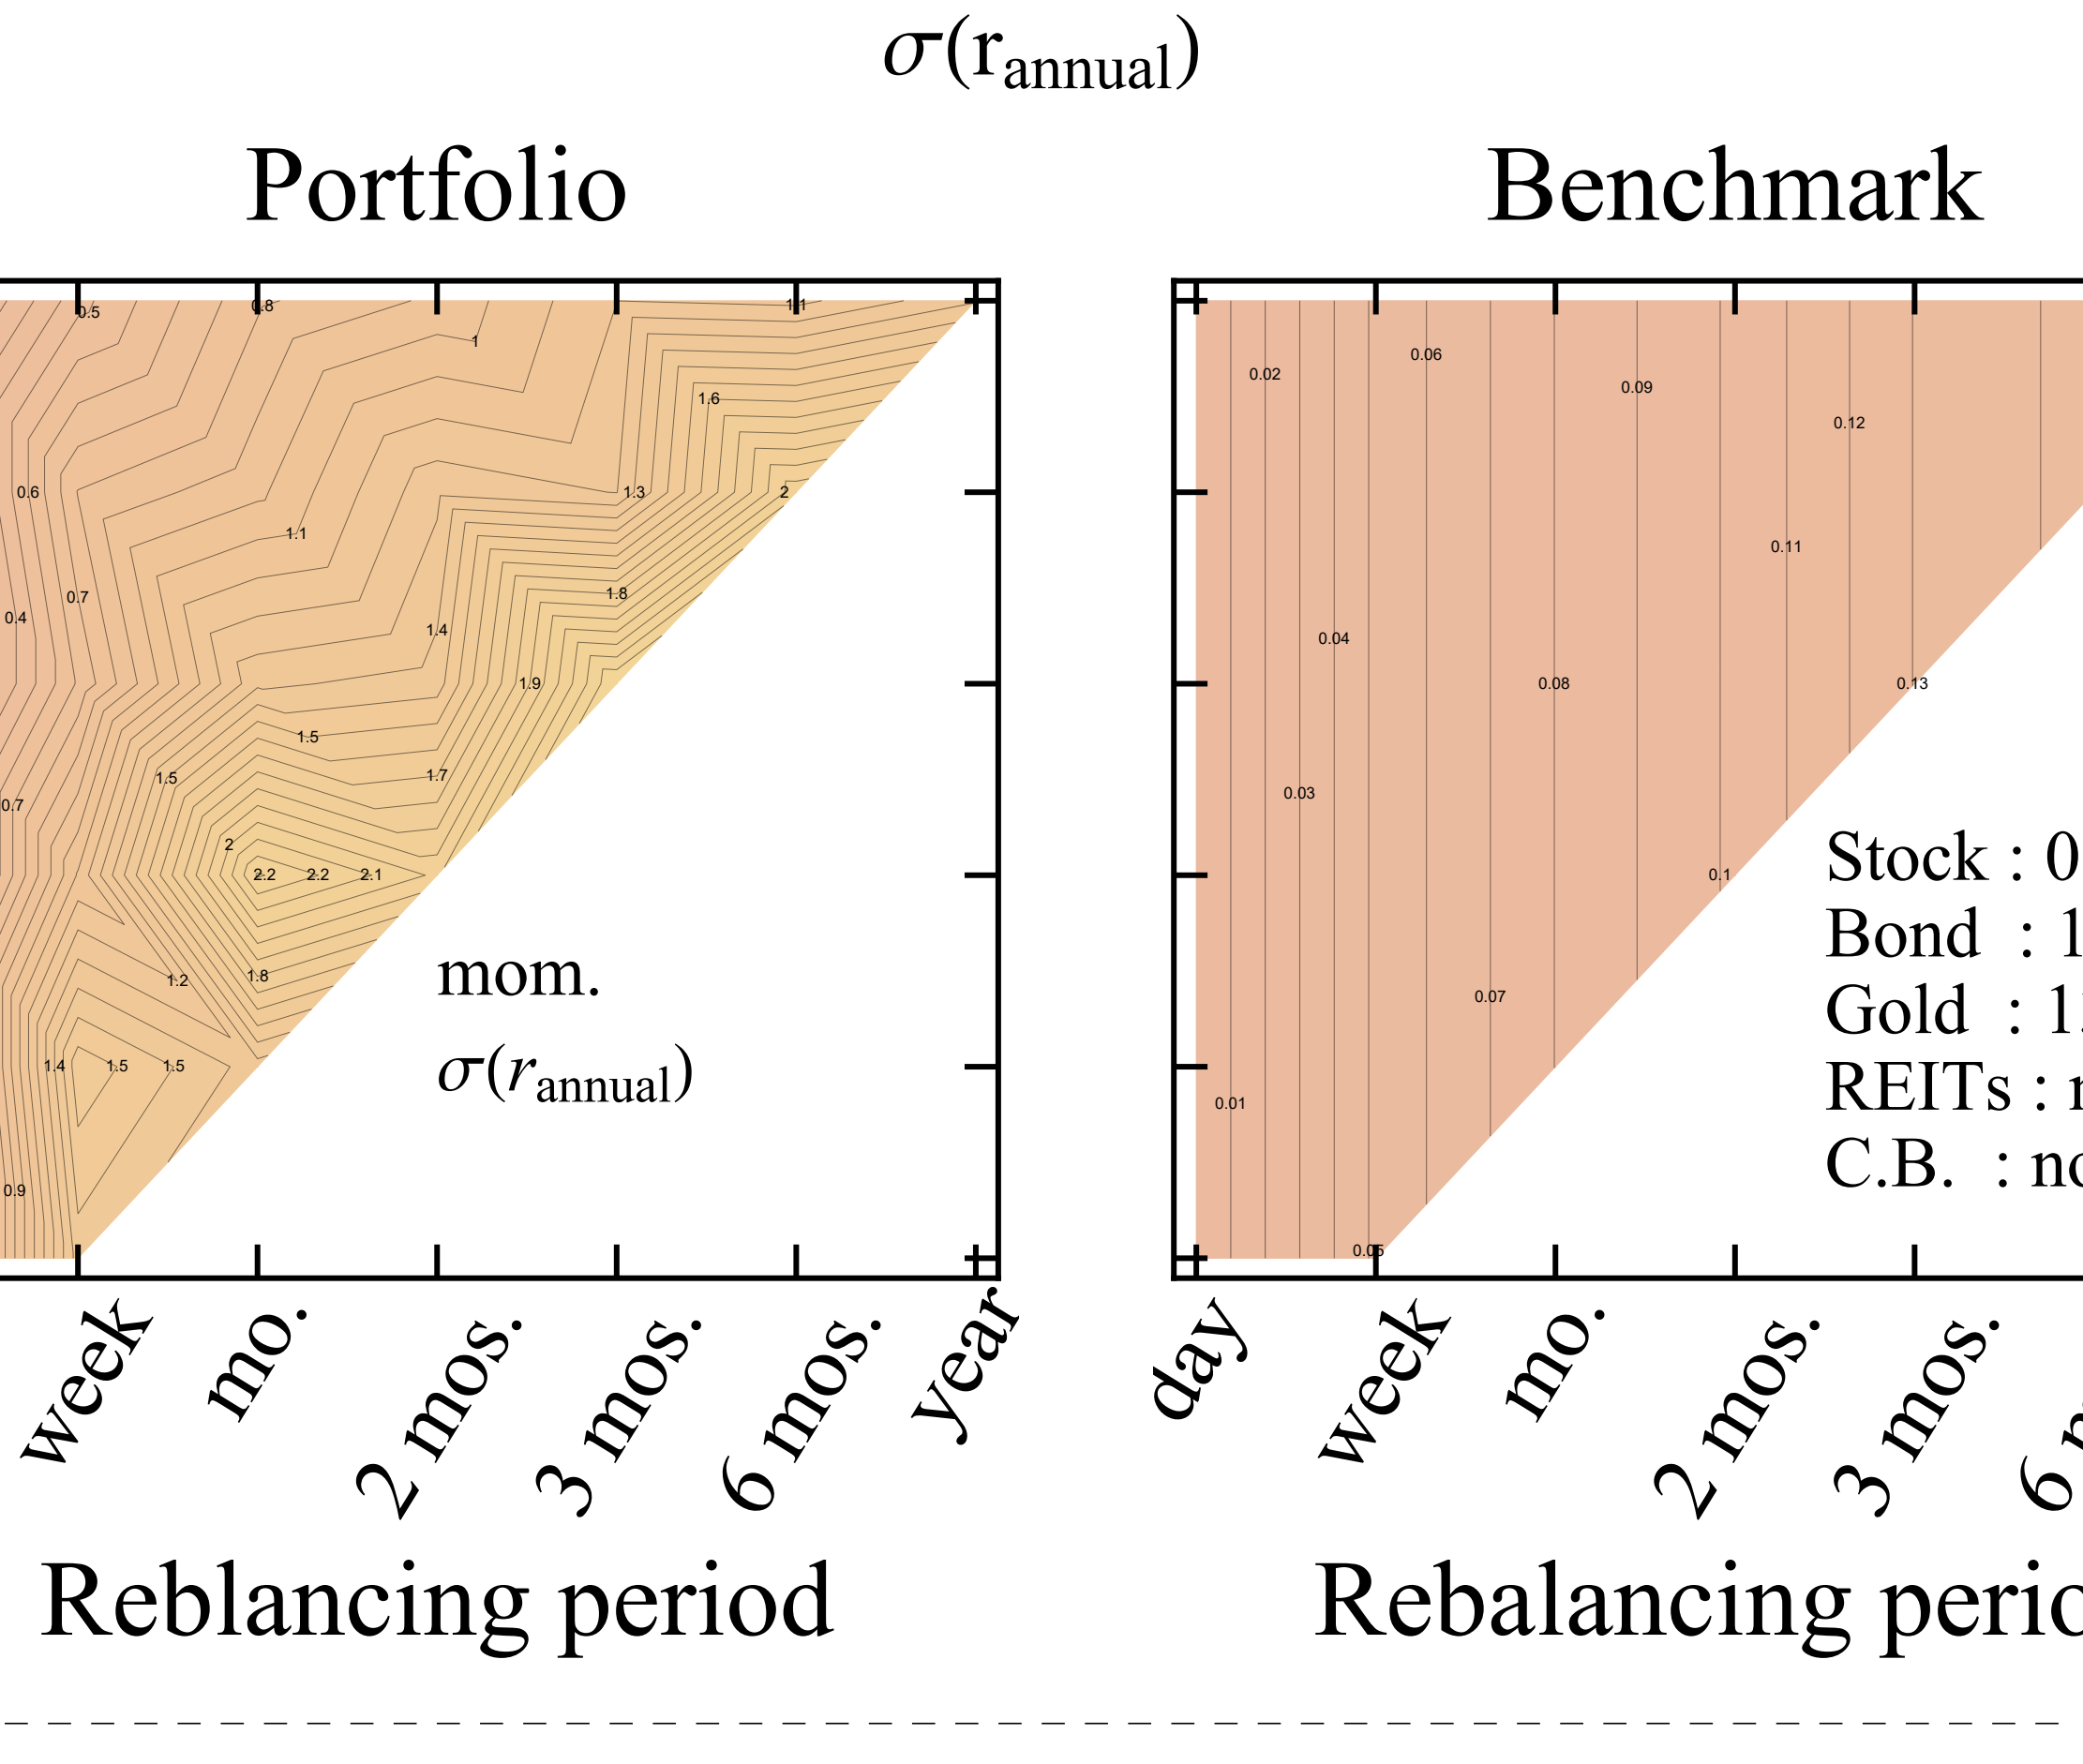 σ(r_annual)
Portfolio Benchmark
0.5 0.8 1 1.1
1.6
0.6 1.3 2
1.1
0.7 1.8
0.4 1.4
1.9
1.5
1.5 1.7
0.7
2
2.2 2.2 2.1
1.2 1.8
1.4 1.5 1.5
0.9
mom.
σ(r_annual)
0.02 0.06 0.09
0.12
0.11
0.04
0.08 0.13
0.03
0.1
0.07
0.01
0.05
Stock : 0
Bond : 1
Gold : 1
REITs : r
C.B. : no
week mo. 2 mos. 3 mos. 6 mos. year
day week mo. 2 mos. 3 mos. 6
Reblancing period Rebalancing perio